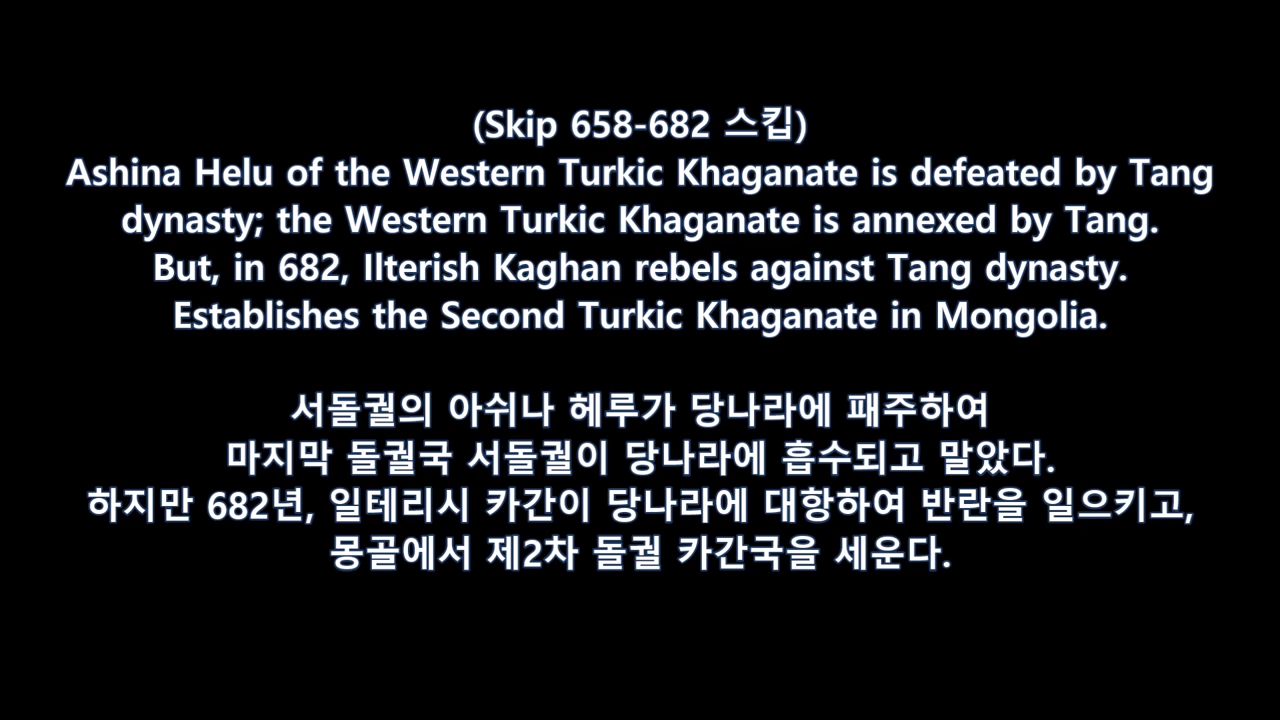 (Skip 658-682 스킵)
Ashina Helu of the Western Turkic Khaganate is defeated by Tang
dynasty; the Western Turkic Khaganate is annexed by Tang.
But, in 682, Ilterish Kaghan rebels against Tang dynasty.
Establishes the Second Turkic Khaganate in Mongolia.
서돌궐의 아쉬나 헤루가 당나라에 패주하여
마지막 돌궐국 서돌궐이 당나라에 흡수되고 말았다.
하지만 682년, 일테리시 카간이 당나라에 대항하여 반란을 일으키고,
몽골에서 제2차 돌궐 카간국을 세운다.